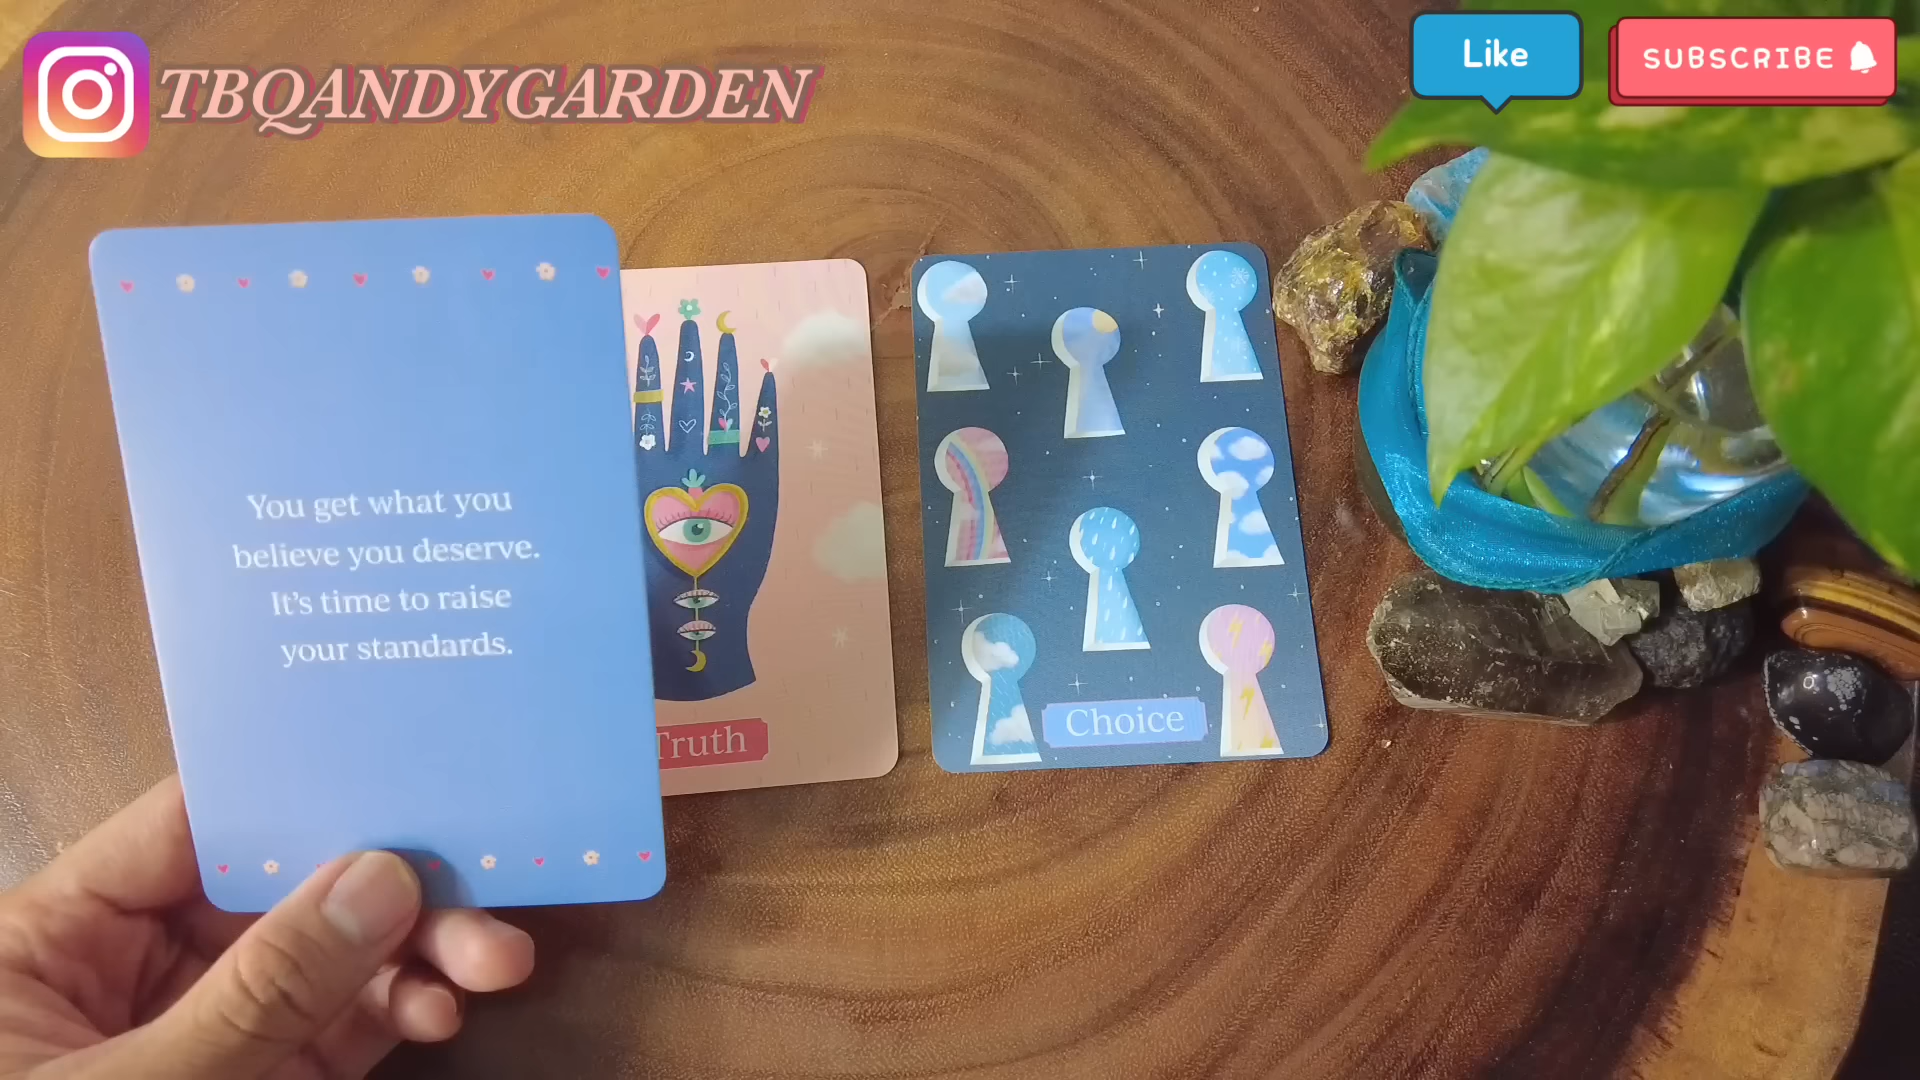 TBQANDYGARDEN
Like
SUBSCRIBE
You get what you
believe you deserve.
It's time to raise
your standards.
Truth
Choice